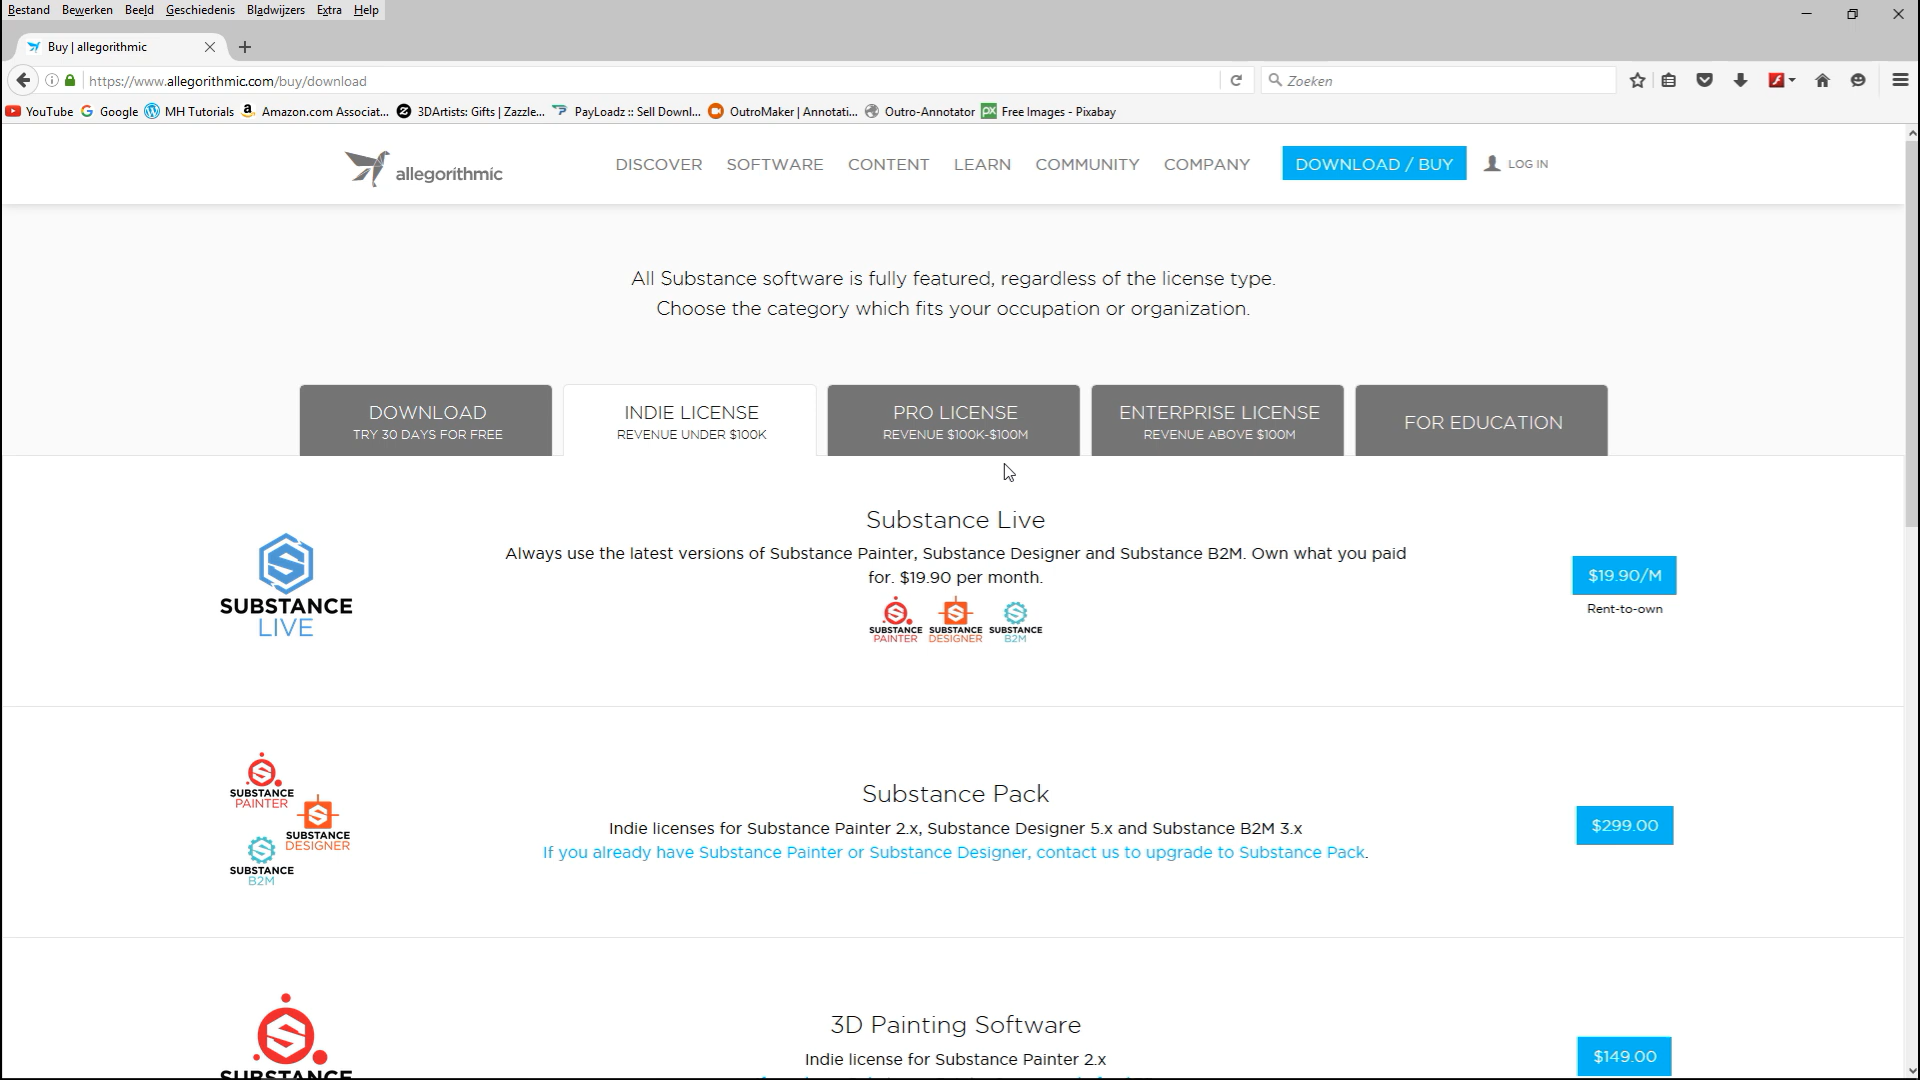 Bestand Bewerken Beeld Geschiedenis Bladwijzers Extra Help
Buy | allegorithmic
https://www.allegorithmic.com/buy/download
Zoeken
YouTube Google MH Tutorials Amazon.com Associat... 3DArtists: Gifts | Zazzle... PayLoadz :: Sell Downl... OutroMaker | Annotati... Outro-Annotator Free Images - Pixabay
allegorithmic DISCOVER SOFTWARE CONTENT LEARN COMMUNITY COMPANY DOWNLOAD / BUY LOG IN
All Substance software is fully featured, regardless of the license type.
Choose the category which fits your occupation or organization.
DOWNLOAD
TRY 30 DAYS FOR FREE
INDIE LICENSE
REVENUE UNDER $100K
PRO LICENSE
REVENUE $100K-$100M
ENTERPRISE LICENSE
REVENUE ABOVE $100M
FOR EDUCATION
SUBSTANCE
LIVE
Substance Live
Always use the latest versions of Substance Painter, Substance Designer and Substance B2M. Own what you paid
for. $19.90 per month.
SUBSTANCE
PAINTER
SUBSTANCE
DESIGNER
SUBSTANCE
B2M
$19.90/M
Rent-to-own
SUBSTANCE
PAINTER
SUBSTANCE
DESIGNER
SUBSTANCE
B2M
Substance Pack
Indie licenses for Substance Painter 2.x, Substance Designer 5.x and Substance B2M 3.x
If you already have Substance Painter or Substance Designer, contact us to upgrade to Substance Pack.
$299.00
SUBSTANCE
3D Painting Software
Indie license for Substance Painter 2.x
$149.00